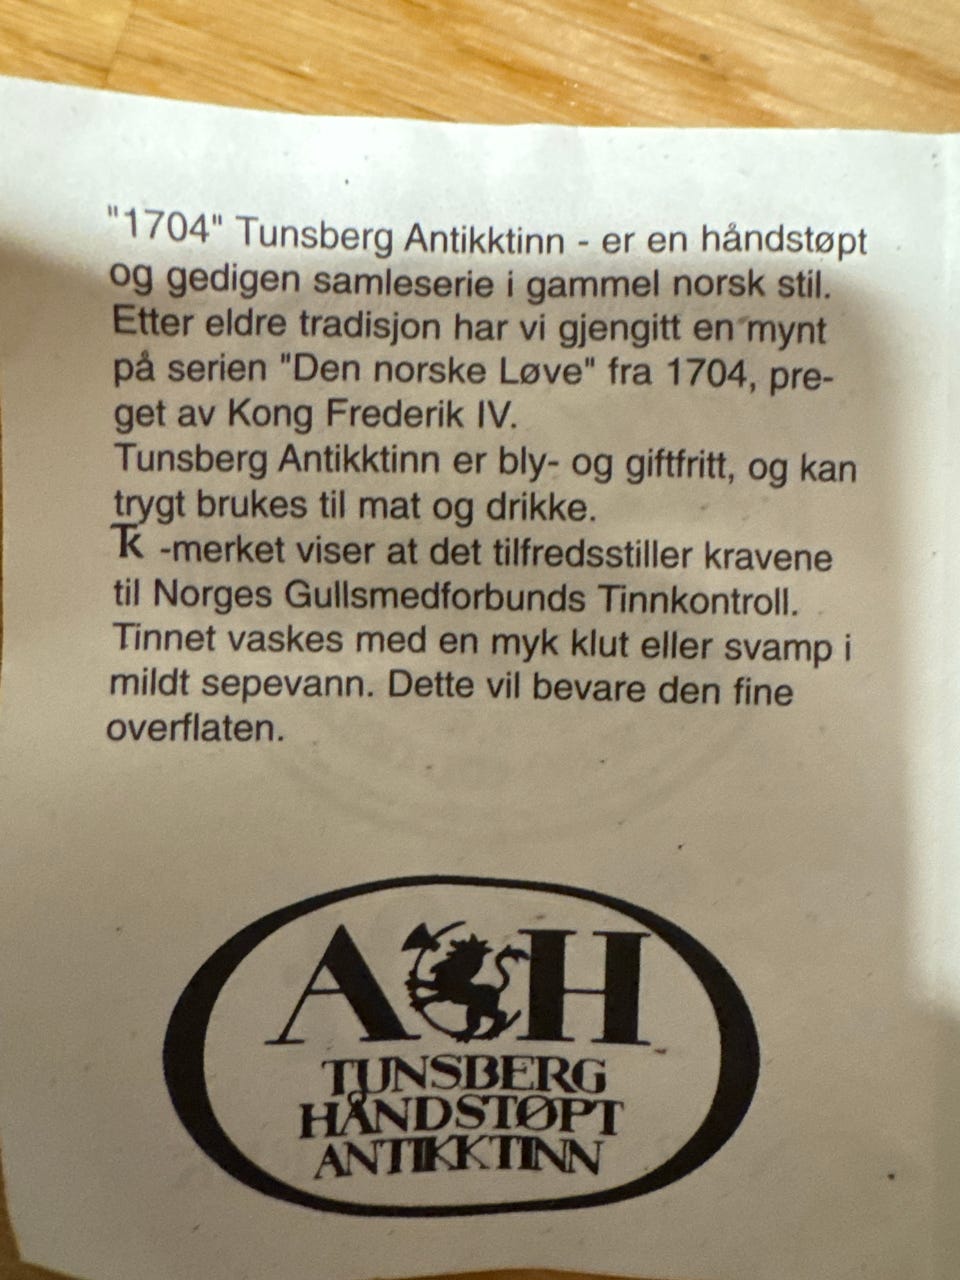 "1704" Tunsberg Antikktinn - er en håndstøpt
og gedigen samleserie i gammel norsk stil.
Etter eldre tradisjon har vi gjengitt en mynt
på serien "Den norske Løve" fra 1704, pre-
get av Kong Frederik IV.
Tunsberg Antikktinn er bly- og giftfritt, og kan
trygt brukes til mat og drikke.
TK -merket viser at det tilfredsstiller kravene
til Norges Gullsmedforbunds Tinnkontroll.
Tinnet vaskes med en myk klut eller svamp i
mildt sepevann. Dette vil bevare den fine
overflaten.
A H
TUNSBERG
HÅNDSTØPT
ANTIKKTINN